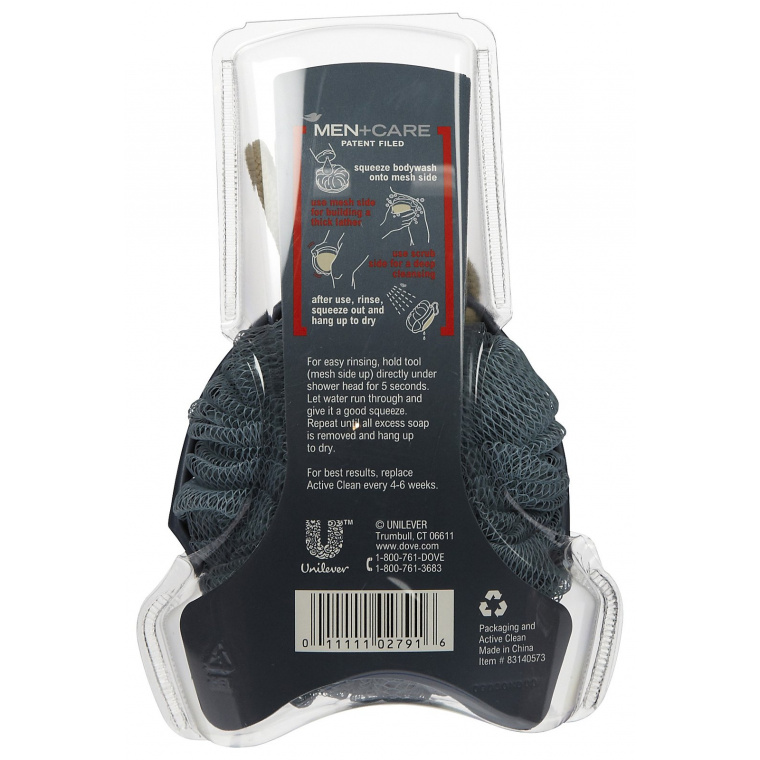 MEN+CARE
PATENT FILED
squeeze bodywash
onto mesh side
use mesh side
for building a
thick lather
use scrub
side for a deep
cleansing
after use, rinse,
squeeze out and
hang up to dry
For easy rinsing, hold tool
(mesh side up) directly under
shower head for 5 seconds.
Let water run through and
give it a good squeeze.
Repeat until all excess soap
is removed and hang up
to dry.
For best results, replace
Active Clean every 4-6 weeks.
TM
Unilever
© UNILEVER
Trumbull, CT 06611
www.dove.com
1-800-761-DOVE
1-800-761-3683
0 11111 02791 6
Packaging and
Active Clean
Made in China
Item # 83140573